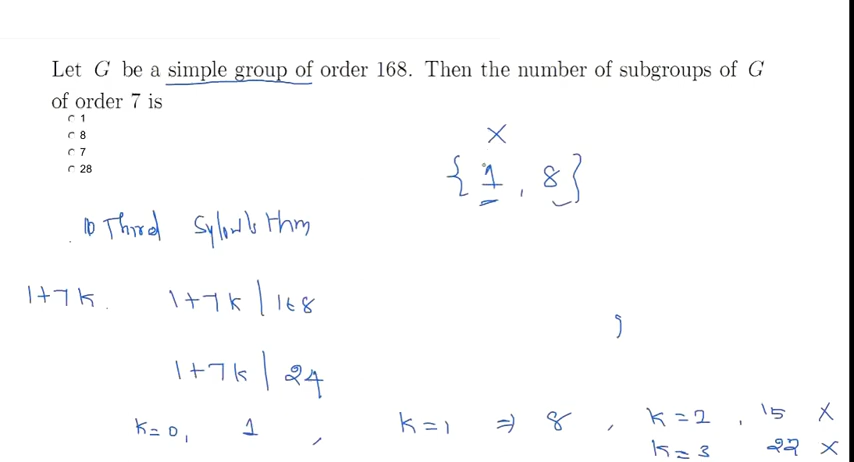 Let G be a simple group of order 168. Then the number of subgroups of G
of order 7 is
1
8
7
28
X
{1, 8}
① Third Sylow's thm
1+7k. 1+7k | 168
1+7k | 24
k=0, 1 , k=1 ⇒ 8 , k=2 , 15 X
k=3 22 X